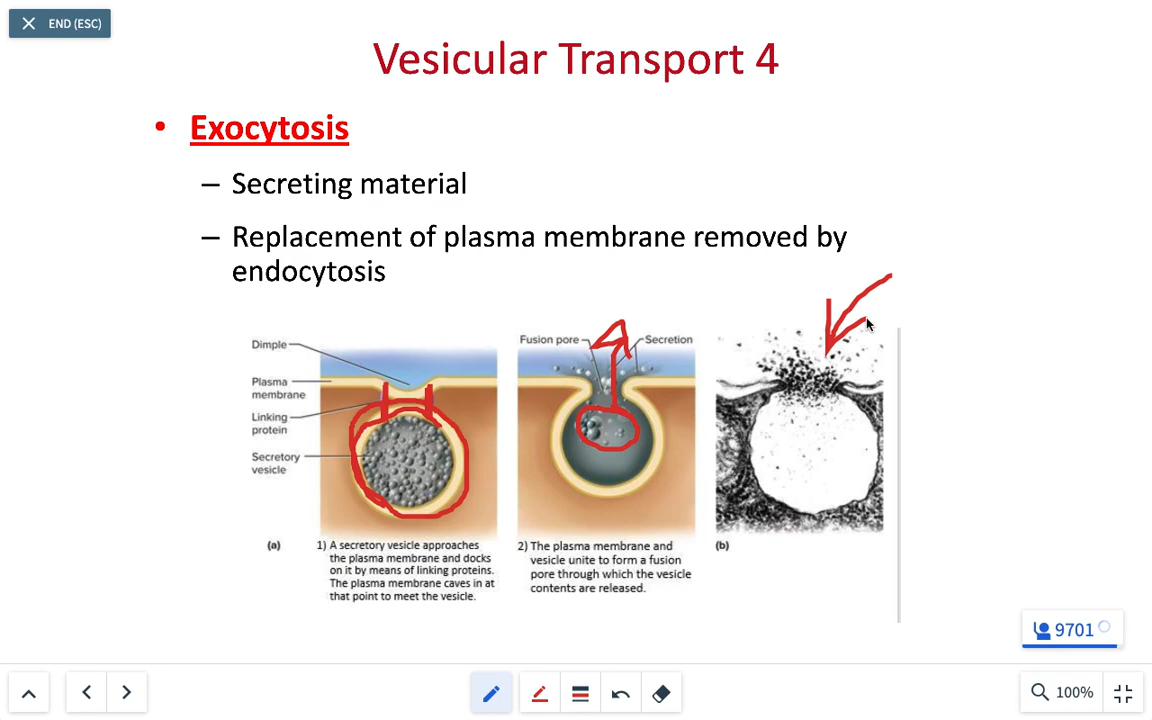 END (ESC)
Vesicular Transport 4
• Exocytosis
– Secreting material
– Replacement of plasma membrane removed by
endocytosis
Dimple
Plasma
membrane
Linking
protein
Secretory
vesicle
Fusion pore
Secretion
(a)
1) A secretory vesicle approaches
the plasma membrane and docks
on it by means of linking proteins.
The plasma membrane caves in at
that point to meet the vesicle.
2) The plasma membrane and
vesicle unite to form a fusion
pore through which the vesicle
contents are released.
(b)
9701
100%